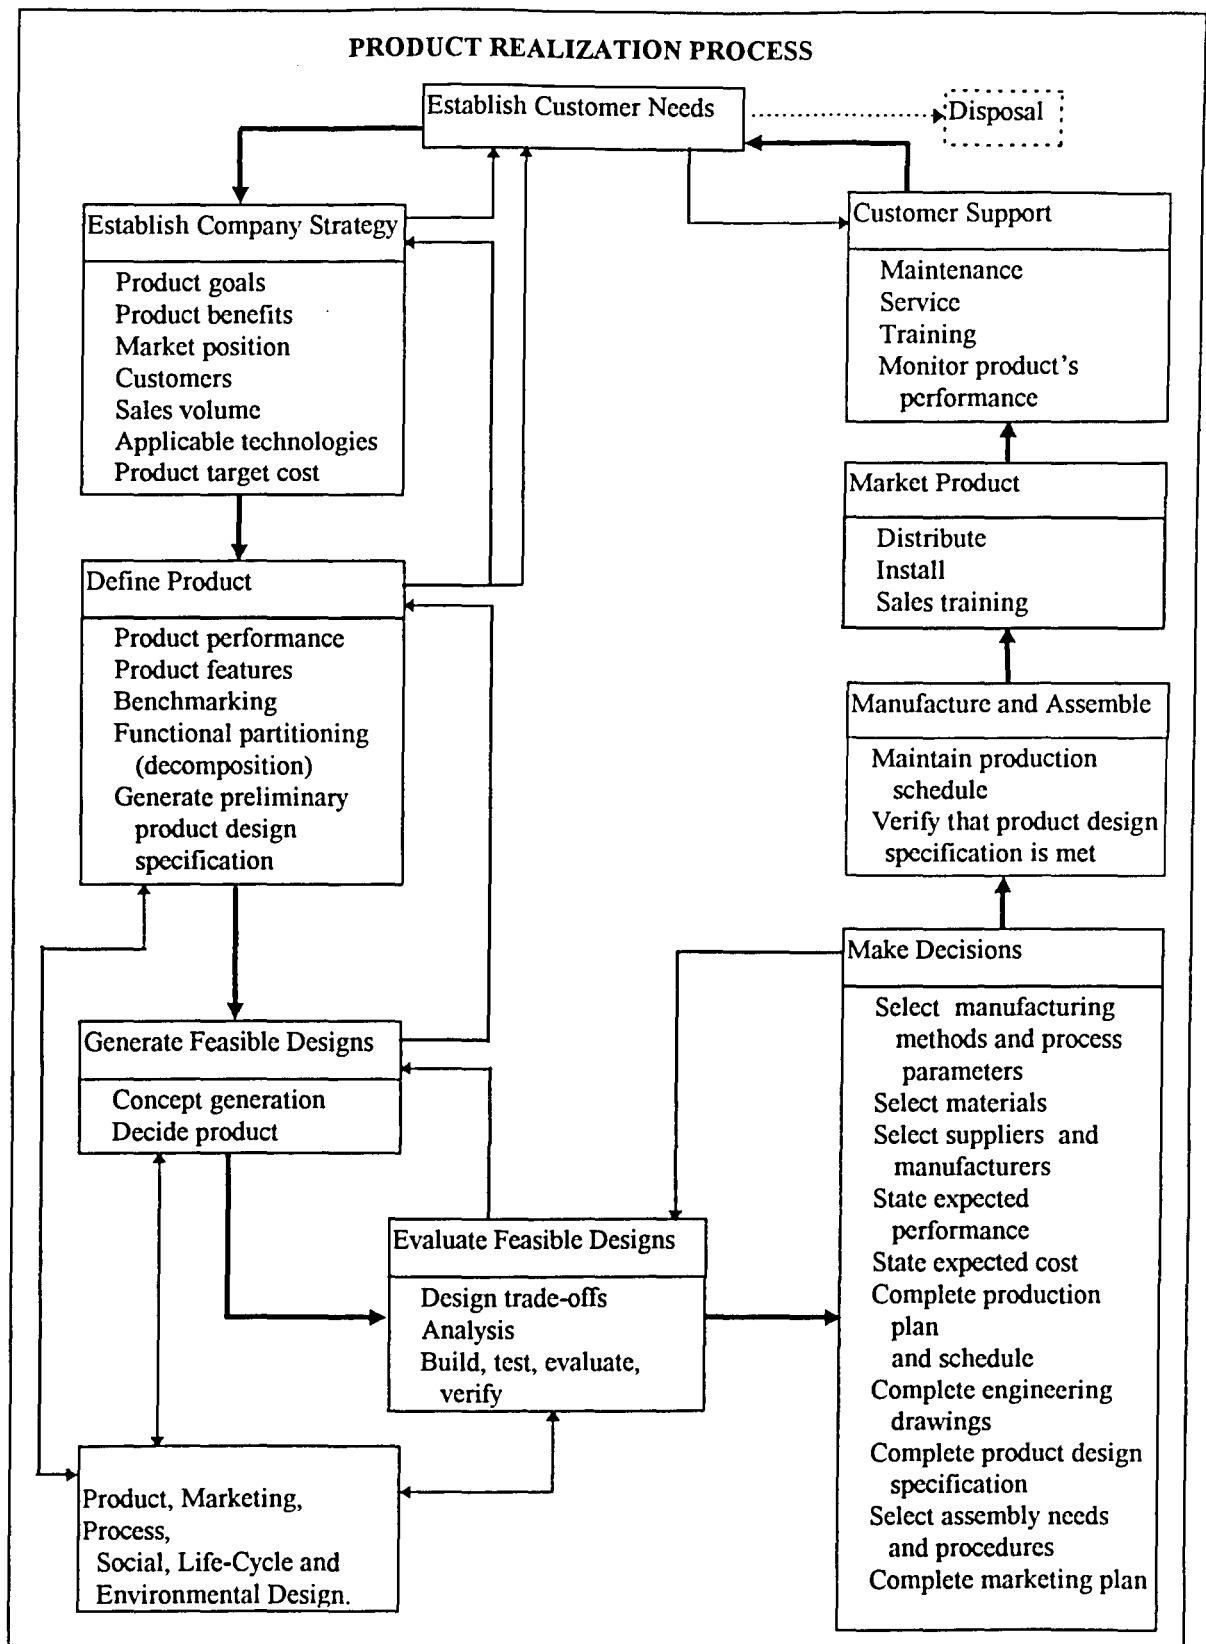 PRODUCT REALIZATION PROCESS
Establish Customer Needs
Disposal
Establish Company Strategy
Product goals
Product benefits
Market position
Customers
Sales volume
Applicable technologies
Product target cost
Define Product
Product performance
Product features
Benchmarking
Functional partitioning
(decomposition)
Generate preliminary
product design
specification
Generate Feasible Designs
Concept generation
Decide product
Evaluate Feasible Designs
Design trade-offs
Analysis
Build, test, evaluate,
verify
Product, Marketing,
Process,
Social, Life-Cycle and
Environmental Design.
Customer Support
Maintenance
Service
Training
Monitor product's
performance
Market Product
Distribute
Install
Sales training
Manufacture and Assemble
Maintain production
schedule
Verify that product design
specification is met
Make Decisions
Select manufacturing
methods and process
parameters
Select materials
Select suppliers and
manufacturers
State expected
performance
State expected cost
Complete production
plan
and schedule
Complete engineering
drawings
Complete product design
specification
Select assembly needs
and procedures
Complete marketing plan